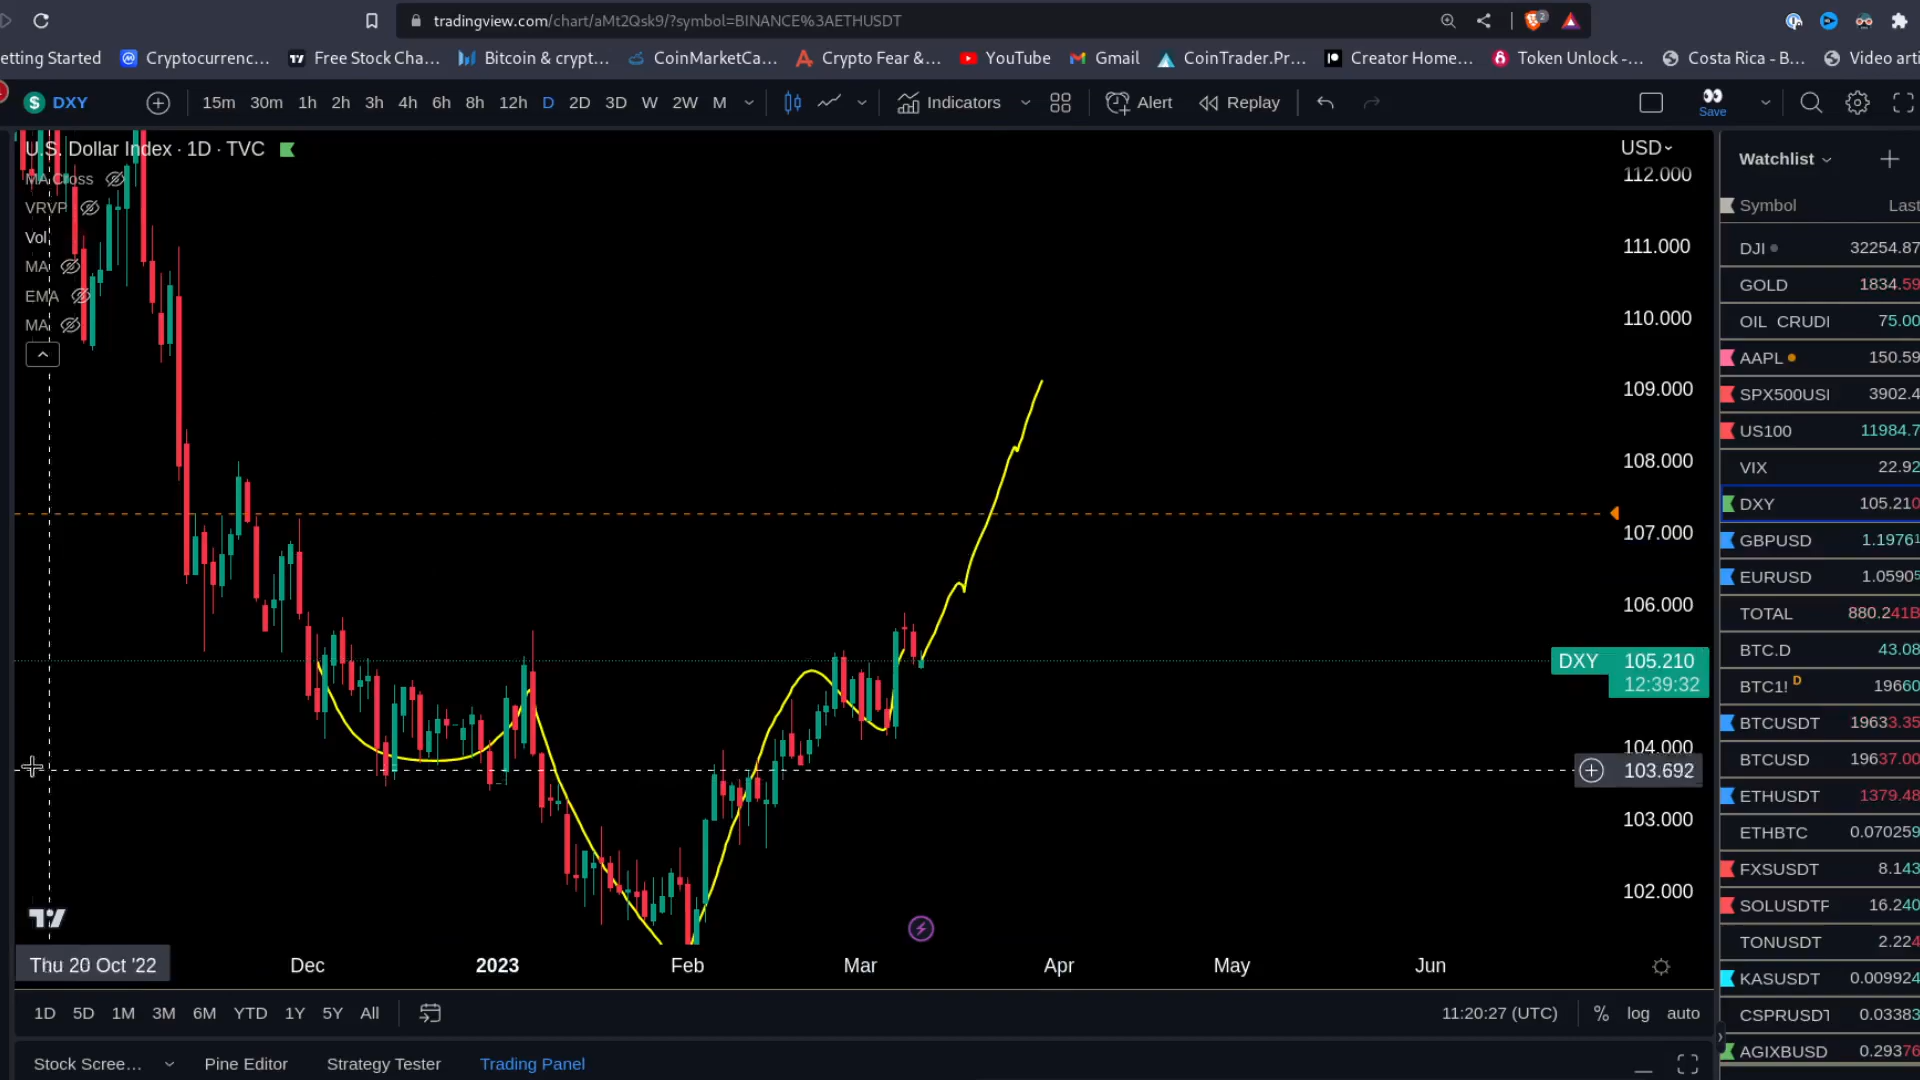 tradingview.com/chart/aMt2Qsk9/?symbol=BINANCE%3AETHUSDT
2
etting Started Cryptocurrenc... Free Stock Cha... Bitcoin & crypt... CoinMarketCa... Crypto Fear &... YouTube Gmail CoinTrader.Pr... Creator Home... Token Unlock -... Costa Rica - B... Video arti
DXY 15m 30m 1h 2h 3h 4h 6h 8h 12h D 2D 3D W 2W M Indicators Alert Replay Save
U.S. Dollar Index · 1D · TVC
MA Cross
VRVP
Vol
MA
EMA
MA
USD
112.000
111.000
110.000
109.000
108.000
107.000
106.000
DXY 105.210
12:39:32
104.000
103.692
103.000
102.000
Thu 20 Oct '22 Dec 2023 Feb Mar Apr May Jun
1D 5D 1M 3M 6M YTD 1Y 5Y All 11:20:27 (UTC) % log auto
Stock Scree... Pine Editor Strategy Tester Trading Panel
Watchlist
Symbol Last
DJI 32254.87
GOLD 1834.59
OIL CRUDI 75.00
AAPL 150.59
SPX500USI 3902.4
US100 11984.7
VIX 22.92
DXY 105.210
GBPUSD 1.19761
EURUSD 1.05905
TOTAL 880.241B
BTC.D 43.08
BTC1! D 19660
BTCUSDT 19633.35
BTCUSD 19637.00
ETHUSDT 1379.48
ETHBTC 0.070259
FXSUSDT 8.143
SOLUSDTF 16.240
TONUSDT 2.224
KASUSDT 0.009924
CSPRUSDT 0.03383
AGIXBUSD 0.29376